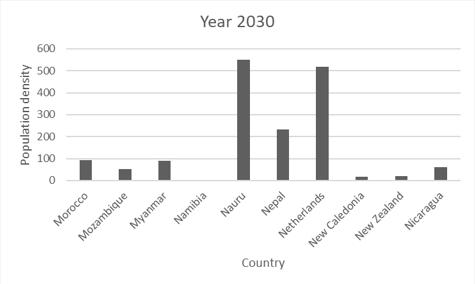 Year 2030
Population density
600
500
400
300
200
100
0
Morocco
Mozambique
Myanmar
Namibia
Nauru
Nepal
Netherlands
New Caledonia
New Zealand
Nicaragua
Country